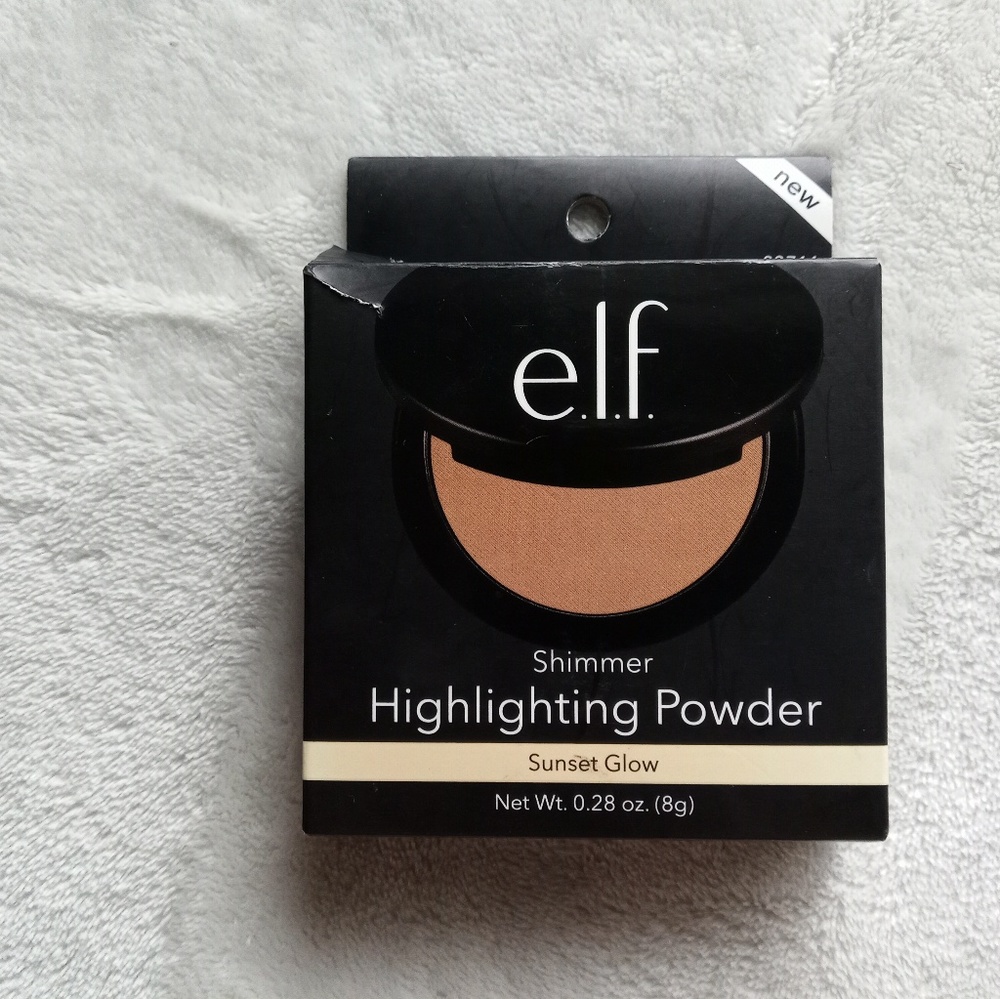 new
e.l.f.
Shimmer
Highlighting Powder
Sunset Glow
Net Wt. 0.28 oz. (8g)